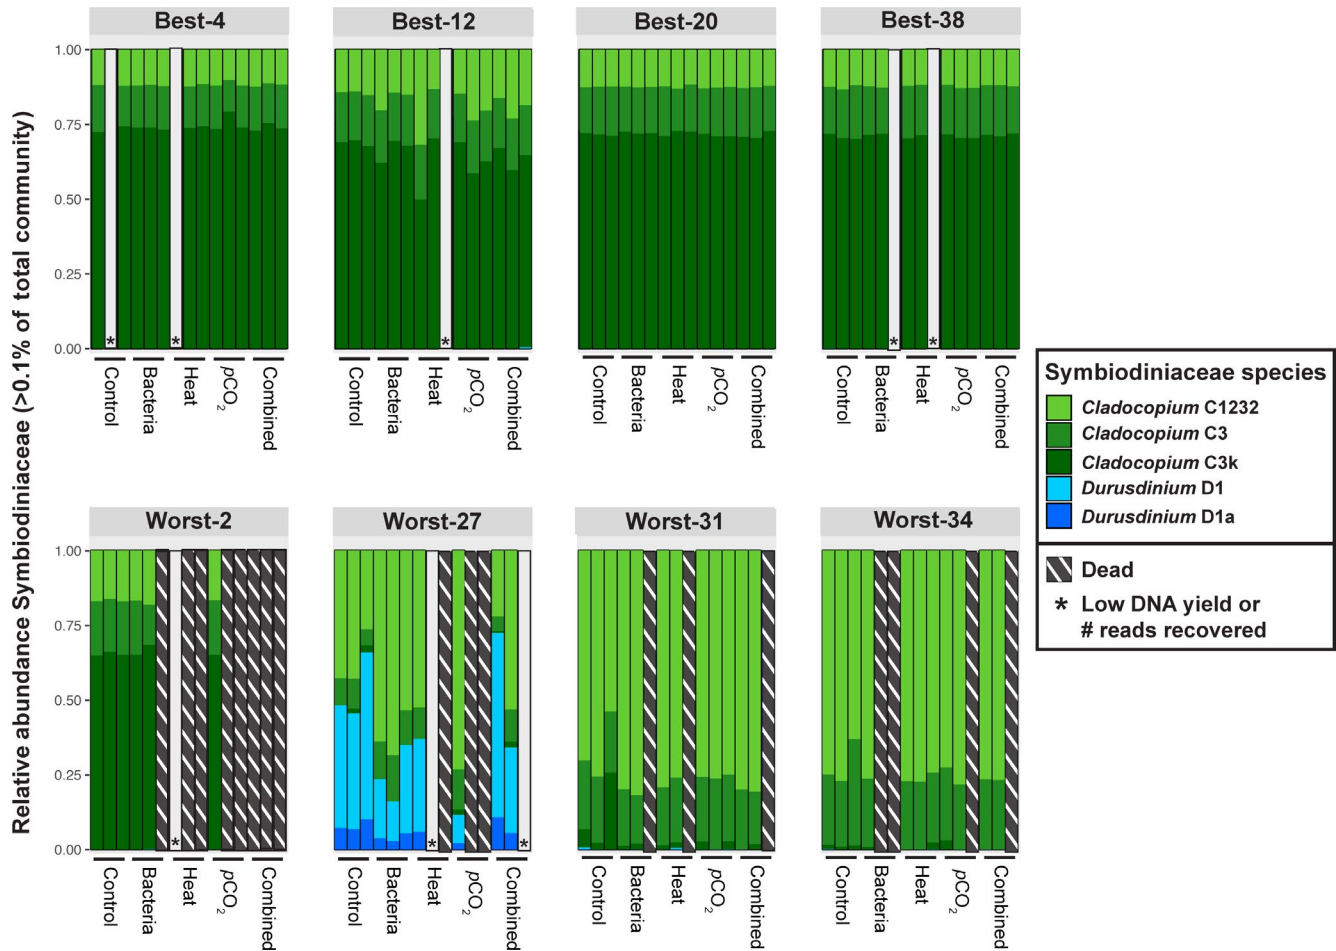 Relative abundance Symbiodiniaceae (>0.1% of total community)
Best-4
Best-12
Best-20
Best-38
1.00
0.75
0.50
0.25
0.00
*
*
*
*
*
Control
Bacteria
Heat
pCO2
Combined
Control
Bacteria
Heat
pCO2
Combined
Control
Bacteria
Heat
pCO2
Combined
Control
Bacteria
Heat
pCO2
Combined
Worst-2
Worst-27
Worst-31
Worst-34
1.00
0.75
0.50
0.25
0.00
*
*
*
Control
Bacteria
Heat
pCO2
Combined
Control
Bacteria
Heat
pCO2
Combined
Control
Bacteria
Heat
pCO2
Combined
Control
Bacteria
Heat
pCO2
Combined
Symbiodiniaceae species
Cladocopium C1232
Cladocopium C3
Cladocopium C3k
Durusdinium D1
Durusdinium D1a
Dead
* Low DNA yield or
# reads recovered